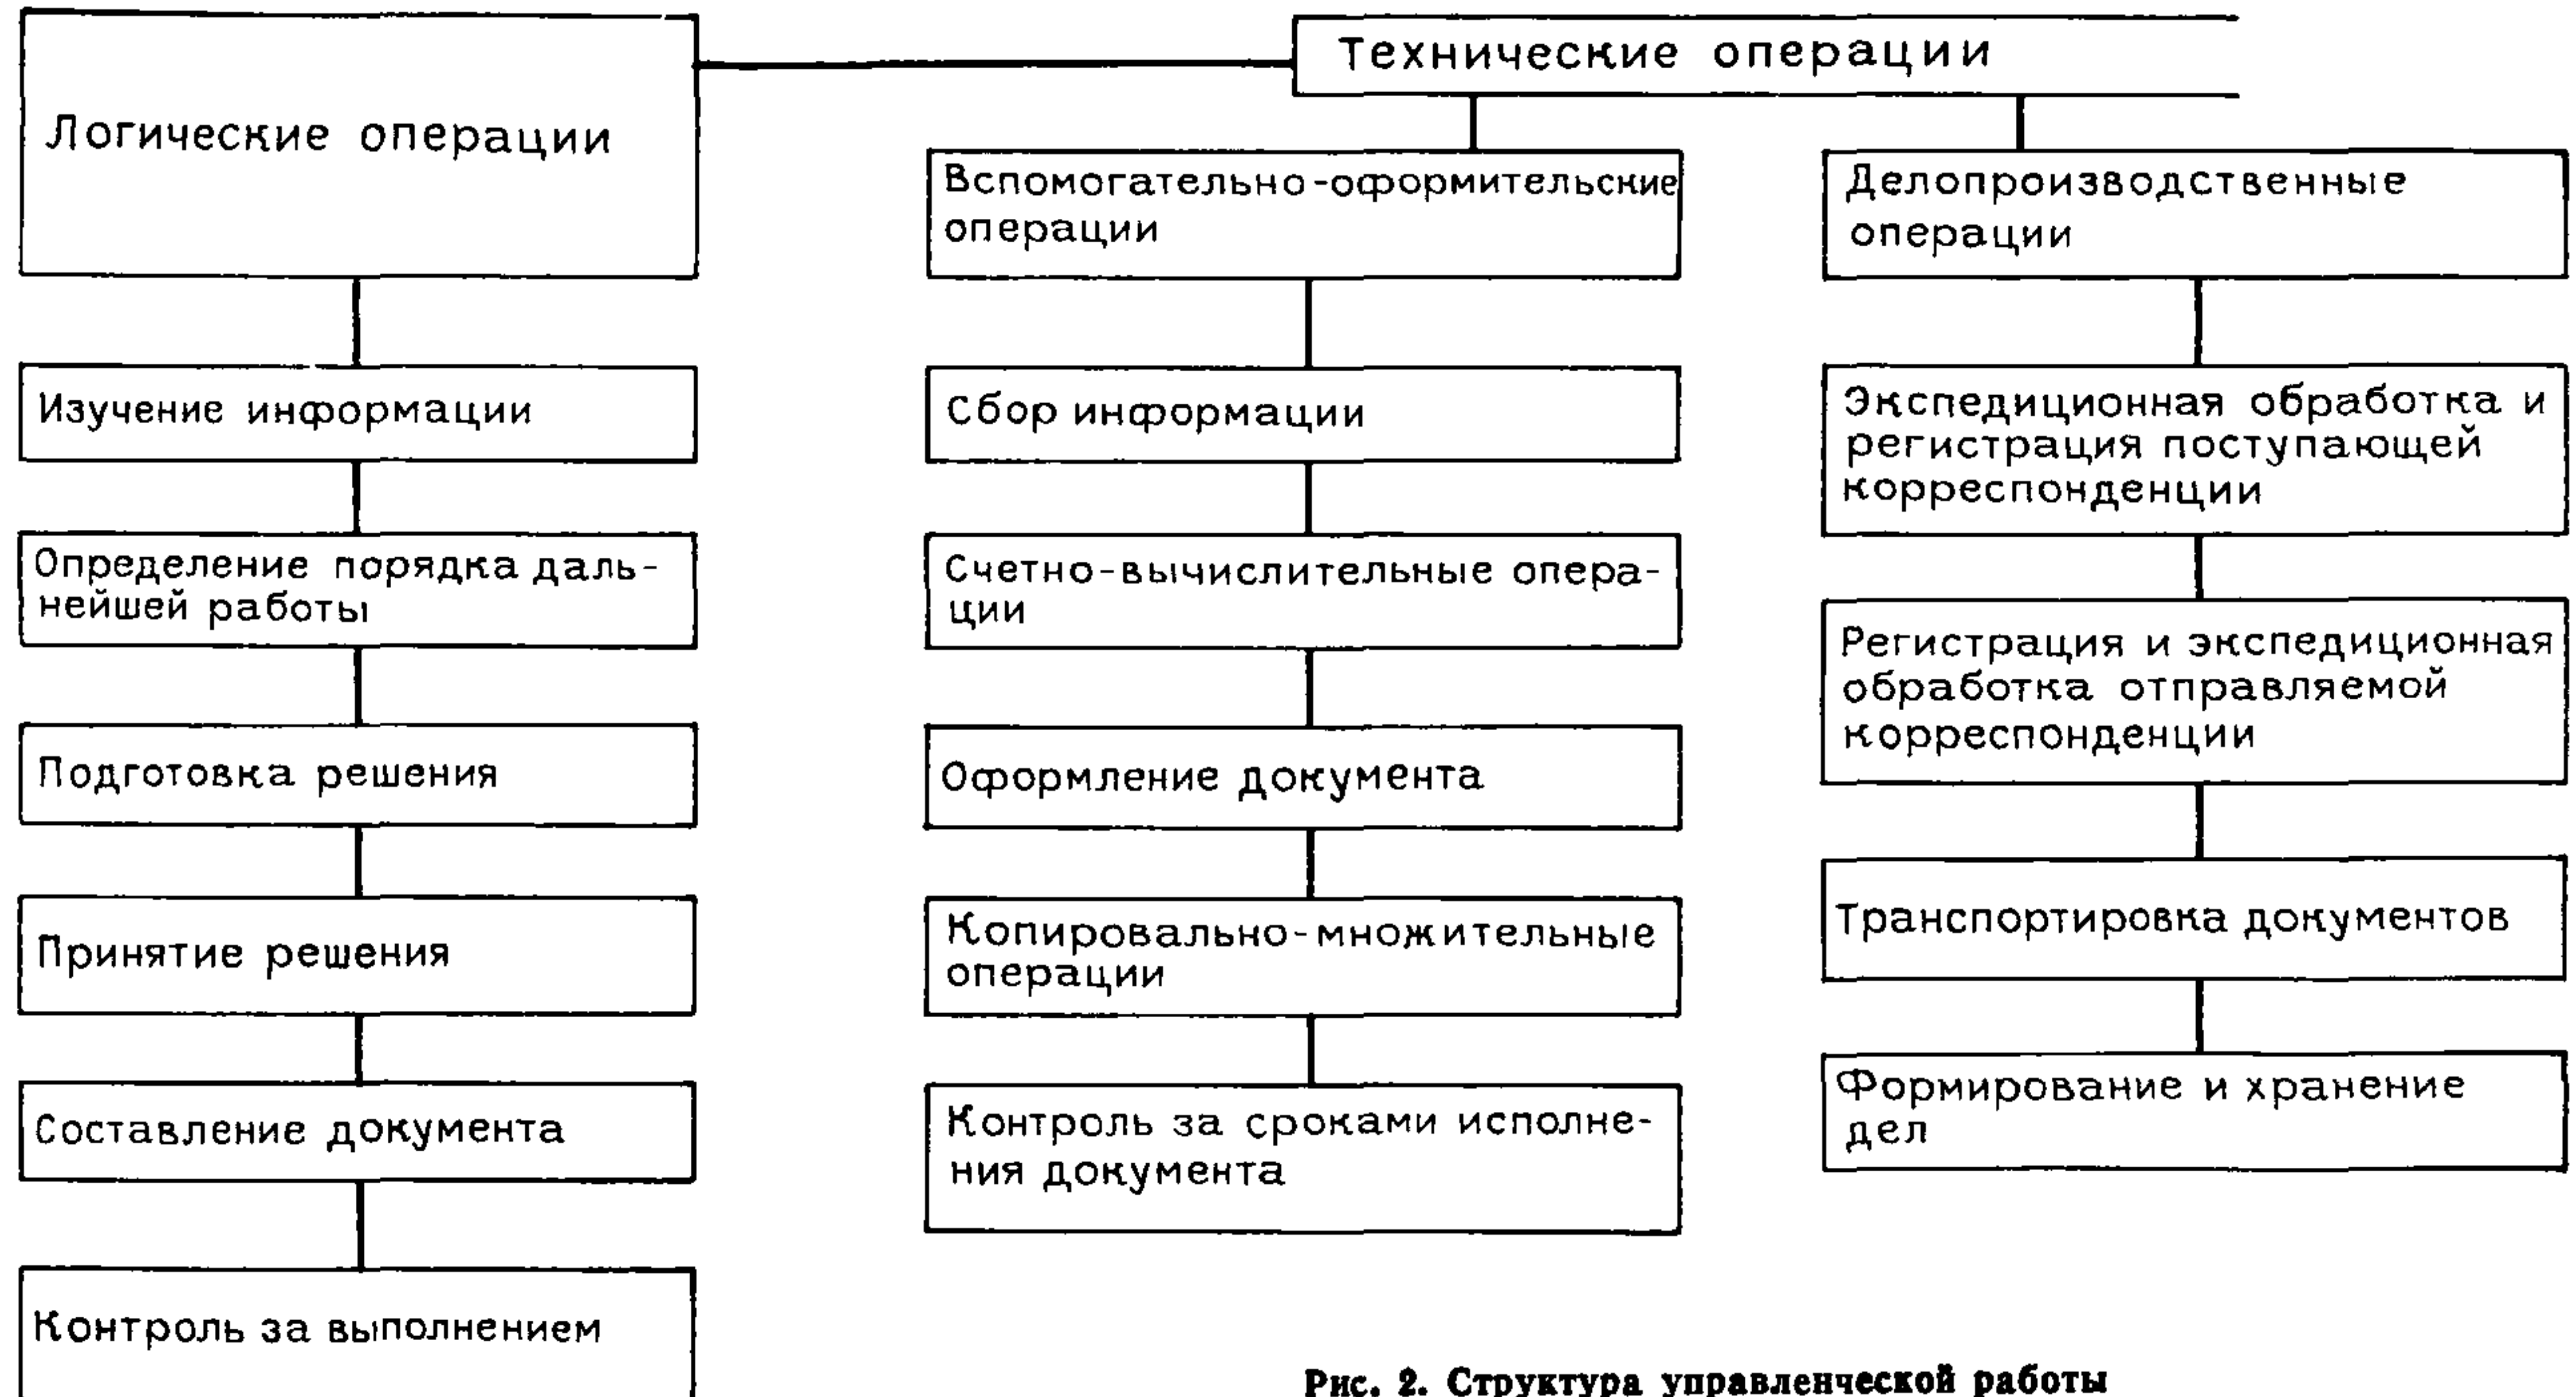 Логические операции
Технические операции
Вспомогательно-оформительские
операции
Делопроизводственные
операции
Изучение информации
Определение порядка даль-
нейшей работы
Подготовка решения
Принятие решения
Составление документа
Контроль за выполнением
Сбор информации
Счетно-вычислительные опера-
ции
Оформление документа
Копировально-множительные
операции
Контроль за сроками исполне-
ния документа
Экспедиционная обработка и
регистрация поступающей
корреспонденции
Регистрация и экспедиционная
обработка отправляемой
корреспонденции
Транспортировка документов
Формирование и хранение
дел
Рис. 2. Структура управленческой работы